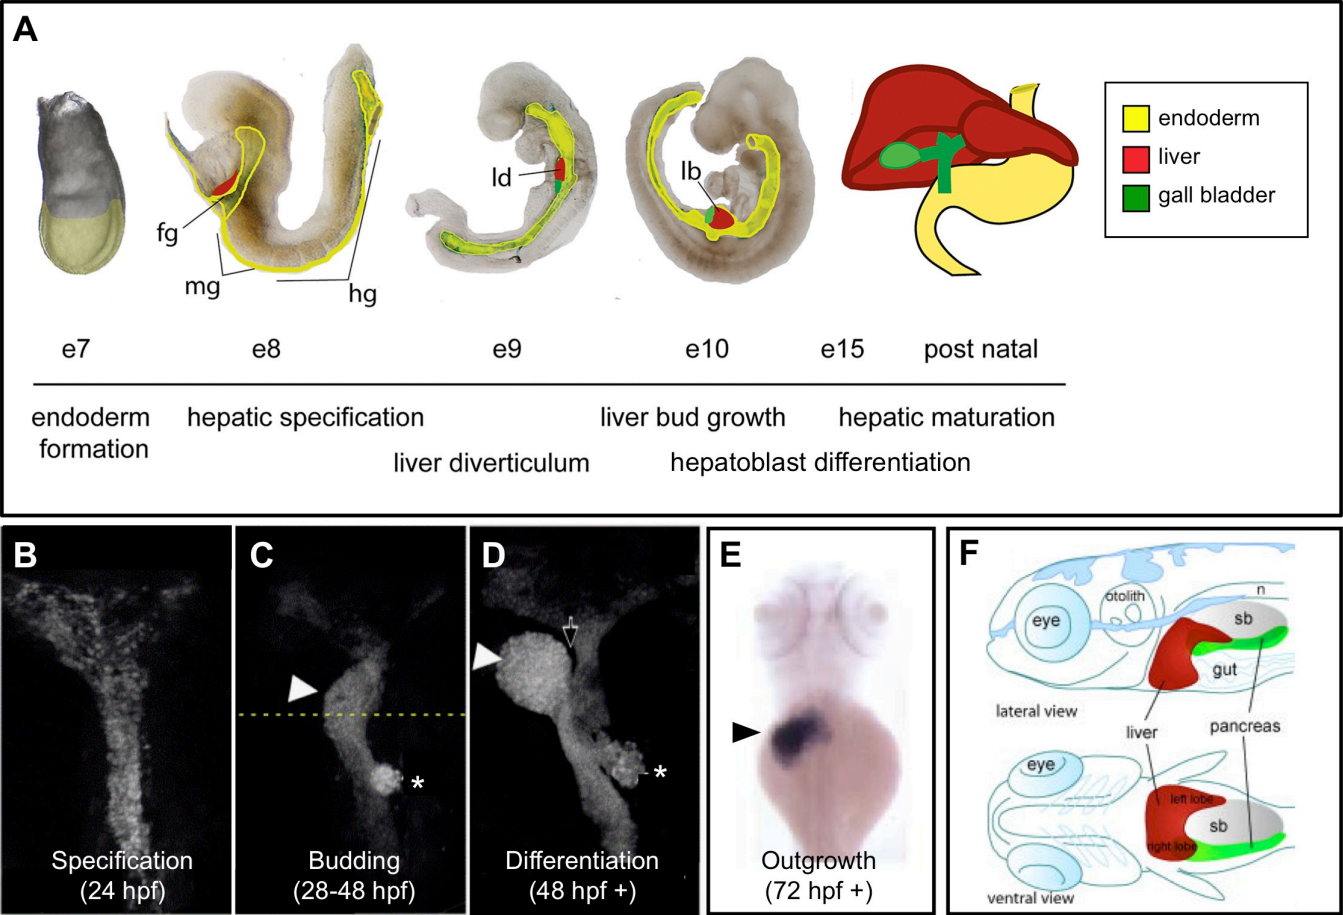 A
fg
mg
hg
ld
lb
endoderm
liver
gall bladder
e7
e8
e9
e10
e15
post natal
endoderm
formation
hepatic specification
liver diverticulum
liver bud growth
hepatoblast differentiation
hepatic maturation
B
Specification
(24 hpf)
C
*
Budding
(28-48 hpf)
D
*
Differentiation
(48 hpf +)
E
Outgrowth
(72 hpf +)
F
eye
otolith
n
sb
gut
lateral view
liver
pancreas
eye
left lobe
sb
right lobe
ventral view